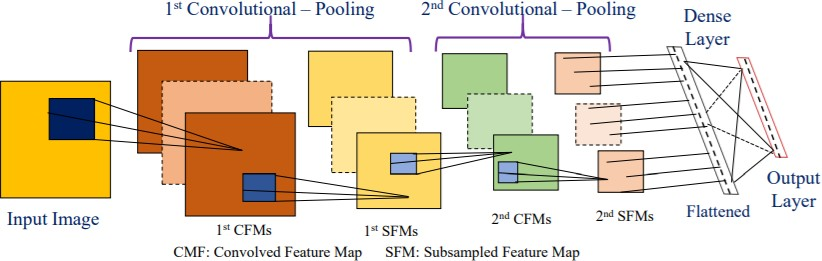 1st Convolutional – Pooling
2nd Convolutional – Pooling
Dense
Layer
Input Image
1st CFMs
1st SFMs
2nd CFMs
2nd SFMs
Flattened
Output
Layer
CMF: Convolved Feature Map
SFM: Subsampled Feature Map